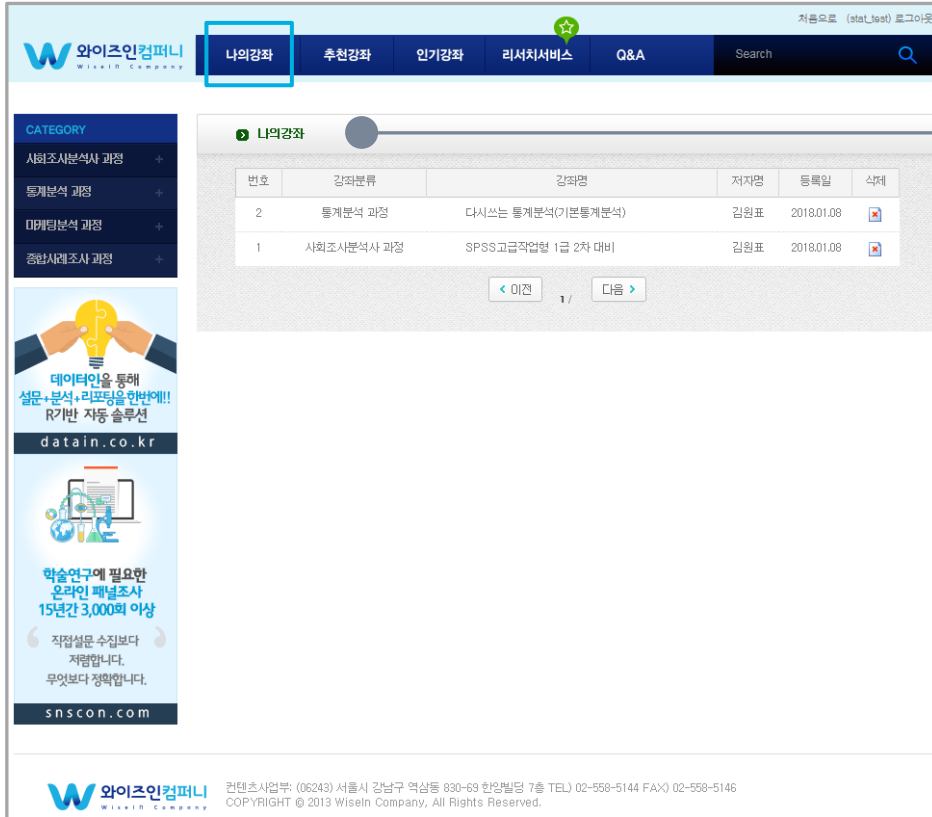 처음으로 (stat_test) 로그아웃
와이즈인컴퍼니
WiseIn Company
나의강좌 추천강좌 인기강좌 리서치서비스 Q&A Search
CATEGORY
사회조사분석사 과정
통계분석 과정
마케팅분석 과정
종합사례조사 과정
나의강좌
번호 강좌분류 강좌명 저자명 등록일 삭제
2 통계분석 과정 다시쓰는 통계분석(기본통계분석) 김원표 2018.01.08
1 사회조사분석사 과정 SPSS고급작업형 1급 2차 대비 김원표 2018.01.08
이전 1 / 다음
데이터인을 통해
설문+분석+리포팅을 한번에!!
R기반 자동 솔루션
datain.co.kr
학술연구에 필요한
온라인 패널조사
15년간 3,000회 이상
직접설문 수집보다
저렴합니다.
무엇보다 정확합니다.
snscon.com
와이즈인컴퍼니
WiseIn Company
컨텐츠사업부: (06243) 서울시 강남구 역삼동 830-69 한양빌딩 7층 TEL) 02-558-5144 FAX) 02-558-5146
COPYRIGHT @ 2013 WiseIn Company, All Rights Reserved.